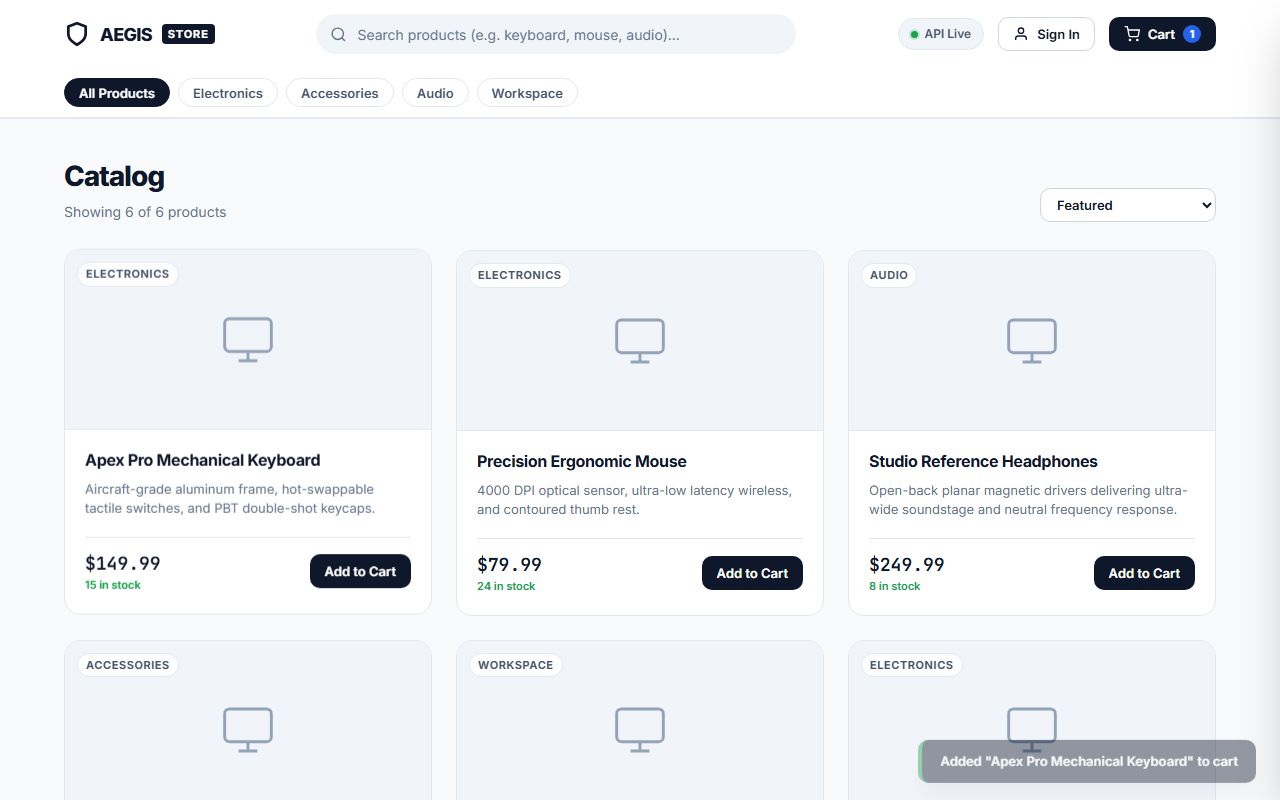 AEGIS STORE
Search products (e.g. keyboard, mouse, audio)...
API Live
Sign In
Cart 1
All Products
Electronics
Accessories
Audio
Workspace
Catalog
Showing 6 of 6 products
Featured
ELECTRONICS
Apex Pro Mechanical Keyboard
Aircraft-grade aluminum frame, hot-swappable
tactile switches, and PBT double-shot keycaps.
$149.99
15 in stock
Add to Cart
ELECTRONICS
Precision Ergonomic Mouse
4000 DPI optical sensor, ultra-low latency wireless,
and contoured thumb rest.
$79.99
24 in stock
Add to Cart
AUDIO
Studio Reference Headphones
Open-back planar magnetic drivers delivering ultra-
wide soundstage and neutral frequency response.
$249.99
8 in stock
Add to Cart
ACCESSORIES
WORKSPACE
ELECTRONICS
Added "Apex Pro Mechanical Keyboard" to cart